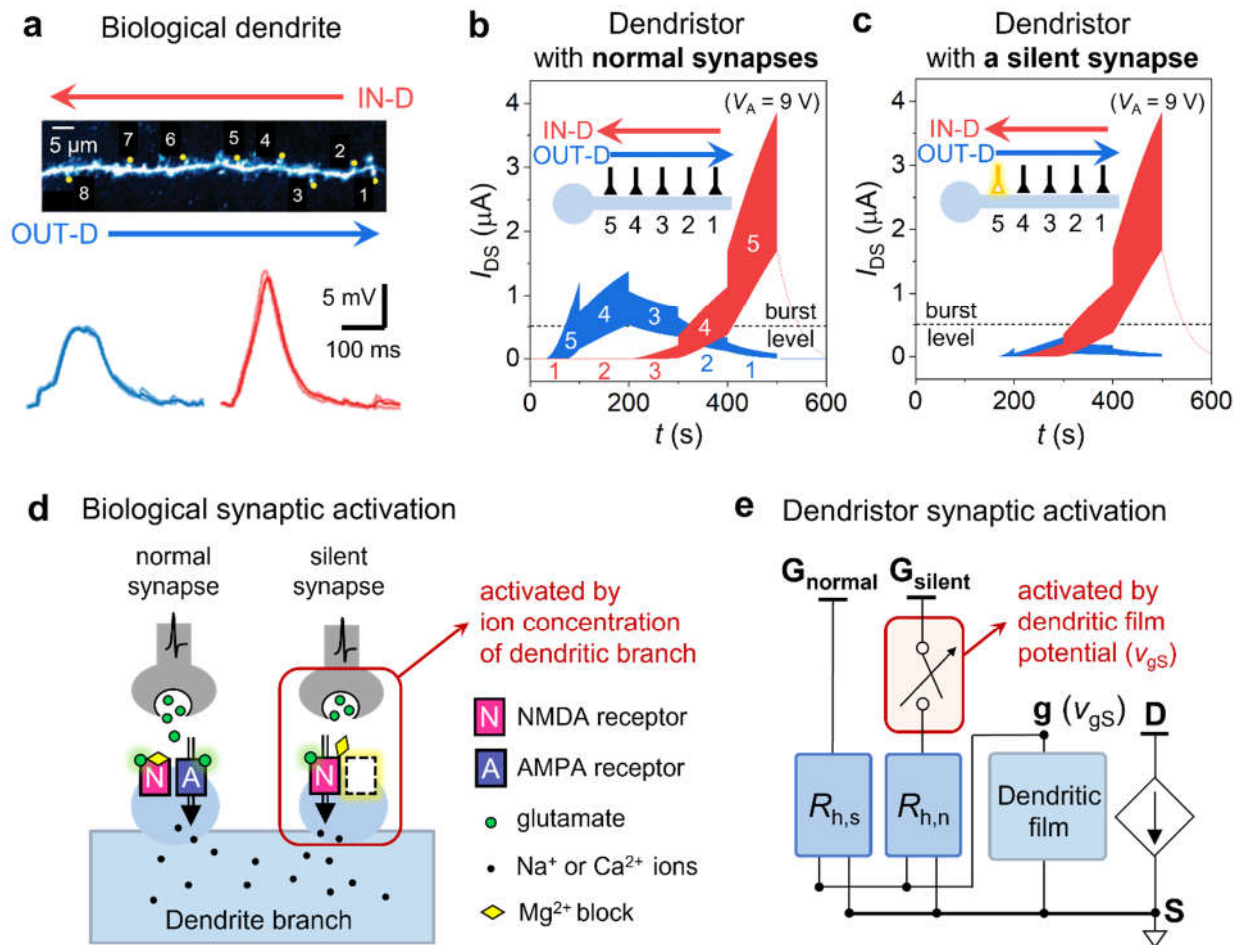 a Biological dendrite
IN-D
5 μm
7 6 5 4 2
8 3 1
OUT-D
5 mV
100 ms
b Dendristor
with normal synapses
(VA = 9 V)
IN-D
OUT-D
5 4 3 2 1
IDS (μA)
4
3
2
1
0
5
4
3
5
4
2
1
1
2
3
burst
level
0 200 400 600
t (s)
c Dendristor
with a silent synapse
(VA = 9 V)
IN-D
OUT-D
5 4 3 2 1
IDS (μA)
4
3
2
1
0
burst
level
0 200 400 600
t (s)
d Biological synaptic activation
normal
synapse
silent
synapse
activated by
ion concentration
of dendritic branch
N A
N
Dendrite branch
N NMDA receptor
A AMPA receptor
glutamate
Na+ or Ca2+ ions
Mg2+ block
e Dendristor synaptic activation
Gnormal
Gsilent
activated by
dendritic film
potential (vgS)
g (vgS) D
Rh,s
Rh,n
Dendritic
film
S